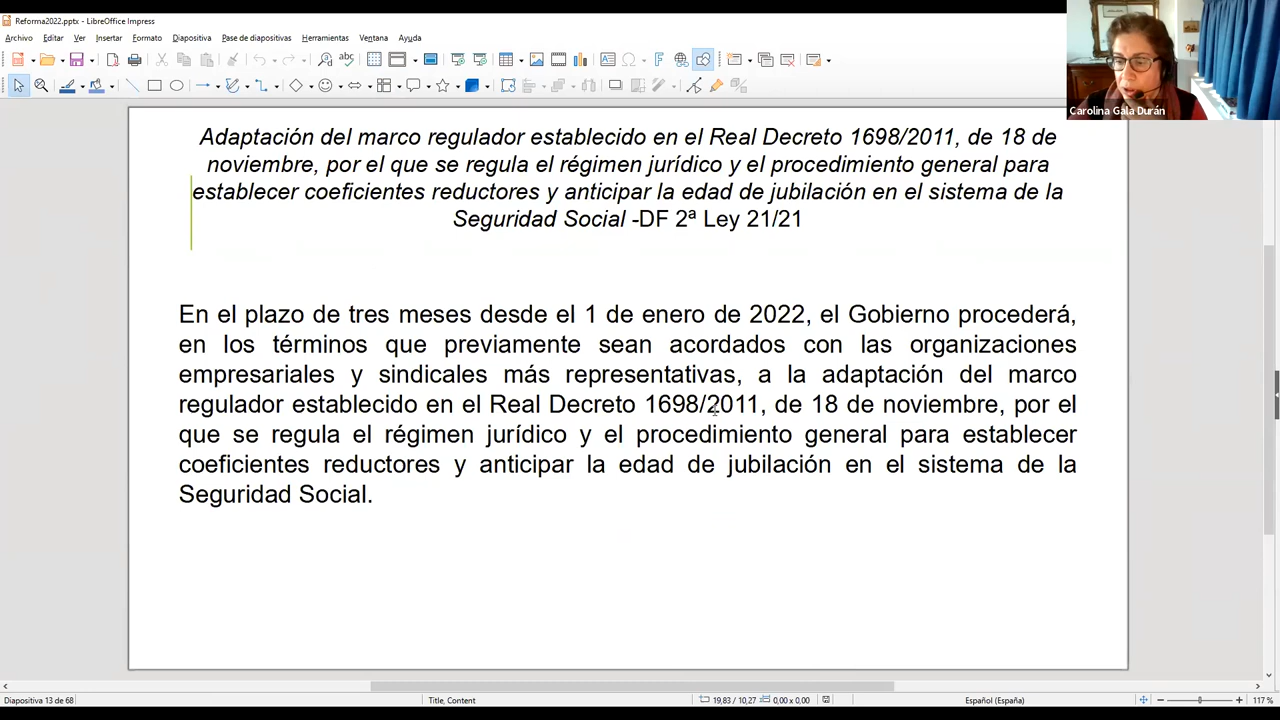 Reforma2022.pptx - LibreOffice Impress
Archivo Editar Ver Insertar Formato Diapositiva Pase de diapositivas Herramientas Ventana Ayuda
Carolina Gala Durán
Adaptación del marco regulador establecido en el Real Decreto 1698/2011, de 18 de
noviembre, por el que se regula el régimen jurídico y el procedimiento general para
establecer coeficientes reductores y anticipar la edad de jubilación en el sistema de la
Seguridad Social -DF 2ª Ley 21/21
En el plazo de tres meses desde el 1 de enero de 2022, el Gobierno procederá,
en los términos que previamente sean acordados con las organizaciones
empresariales y sindicales más representativas, a la adaptación del marco
regulador establecido en el Real Decreto 1698/2011, de 18 de noviembre, por el
que se regula el régimen jurídico y el procedimiento general para establecer
coeficientes reductores y anticipar la edad de jubilación en el sistema de la
Seguridad Social.
Diapositiva 13 de 68 Title, Content 19,83 / 10,27 0,00 x 0,00 Español (España) 117 %